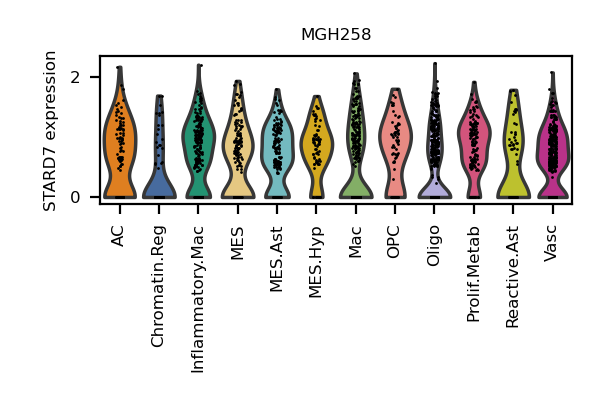 MGH258
STARD7 expression
2
0
AC
Chromatin.Reg
Inflammatory.Mac
MES
MES.Ast
MES.Hyp
Mac
OPC
Oligo
Prolif.Metab
Reactive.Ast
Vasc